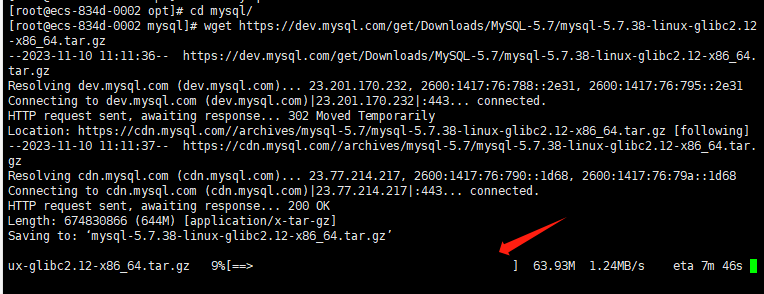 [root@ecs-834d-0002 opt]# cd mysql/
[root@ecs-834d-0002 mysql]# wget https://dev.mysql.com/get/Downloads/MySQL-5.7/mysql-5.7.38-linux-glibc2.12
-x86_64.tar.gz
--2023-11-10 11:11:36--  https://dev.mysql.com/get/Downloads/MySQL-5.7/mysql-5.7.38-linux-glibc2.12-x86_64.
tar.gz
Resolving dev.mysql.com (dev.mysql.com)... 23.201.170.232, 2600:1417:76:788::2e31, 2600:1417:76:795::2e31
Connecting to dev.mysql.com (dev.mysql.com)|23.201.170.232|:443... connected.
HTTP request sent, awaiting response... 302 Moved Temporarily
Location: https://cdn.mysql.com//archives/mysql-5.7/mysql-5.7.38-linux-glibc2.12-x86_64.tar.gz [following]
--2023-11-10 11:11:37--  https://cdn.mysql.com//archives/mysql-5.7/mysql-5.7.38-linux-glibc2.12-x86_64.tar.
gz
Resolving cdn.mysql.com (cdn.mysql.com)... 23.77.214.217, 2600:1417:76:790::1d68, 2600:1417:76:79a::1d68
Connecting to cdn.mysql.com (cdn.mysql.com)|23.77.214.217|:443... connected.
HTTP request sent, awaiting response... 200 OK
Length: 674830866 (644M) [application/x-tar-gz]
Saving to: ‘mysql-5.7.38-linux-glibc2.12-x86_64.tar.gz’
ux-glibc2.12-x86_64.tar.gz   9%[==>                                ]  63.93M  1.24MB/s    eta 7m 46s